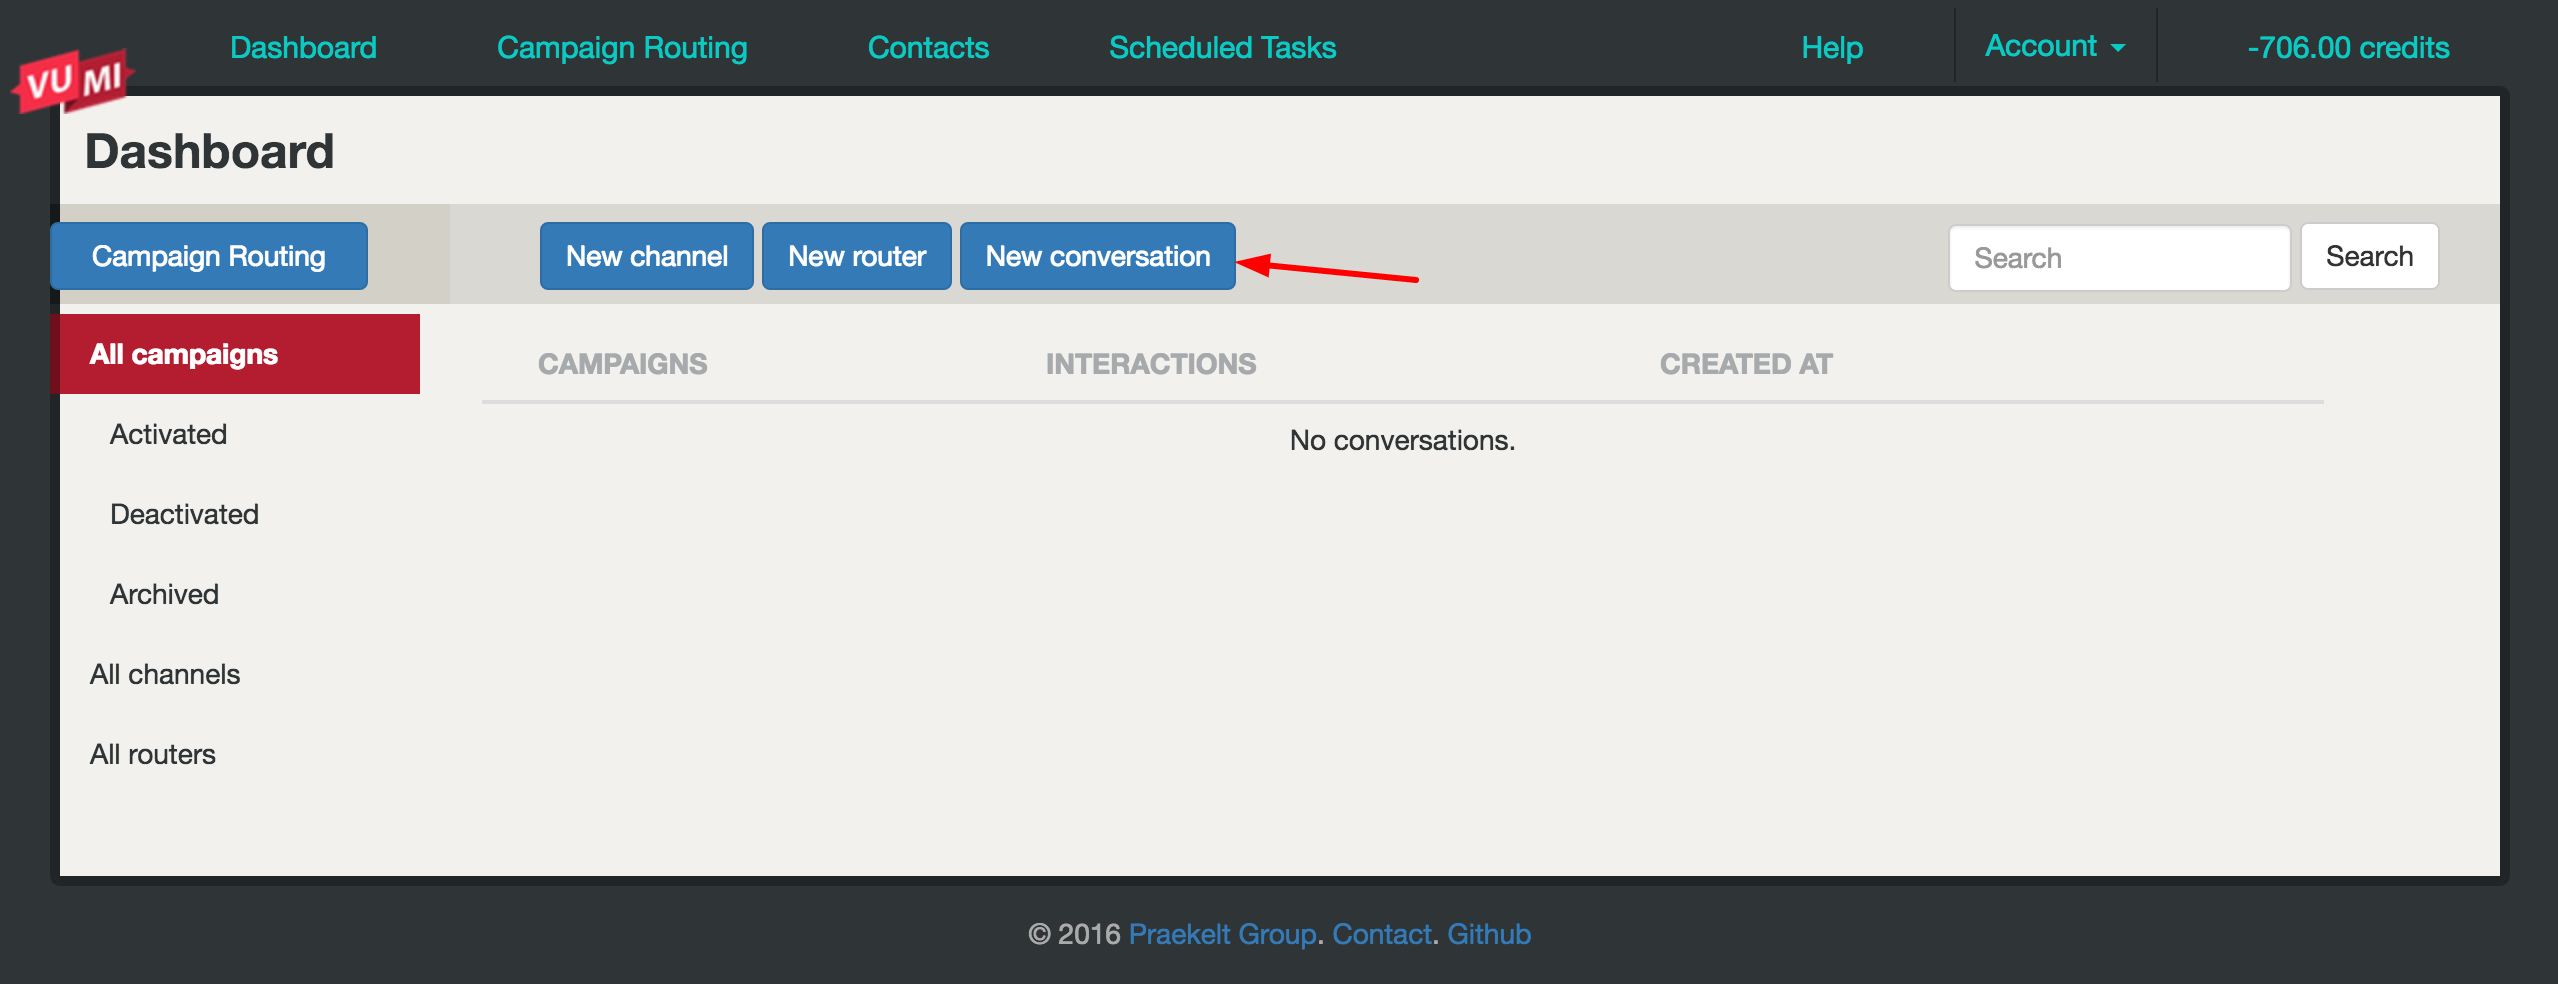 VUMI
Dashboard Campaign Routing Contacts Scheduled Tasks Help Account -706.00 credits
Dashboard
Campaign Routing New channel New router New conversation Search Search
All campaigns
CAMPAIGNS INTERACTIONS CREATED AT
No conversations.
Activated
Deactivated
Archived
All channels
All routers
© 2016 Praekelt Group. Contact. Github